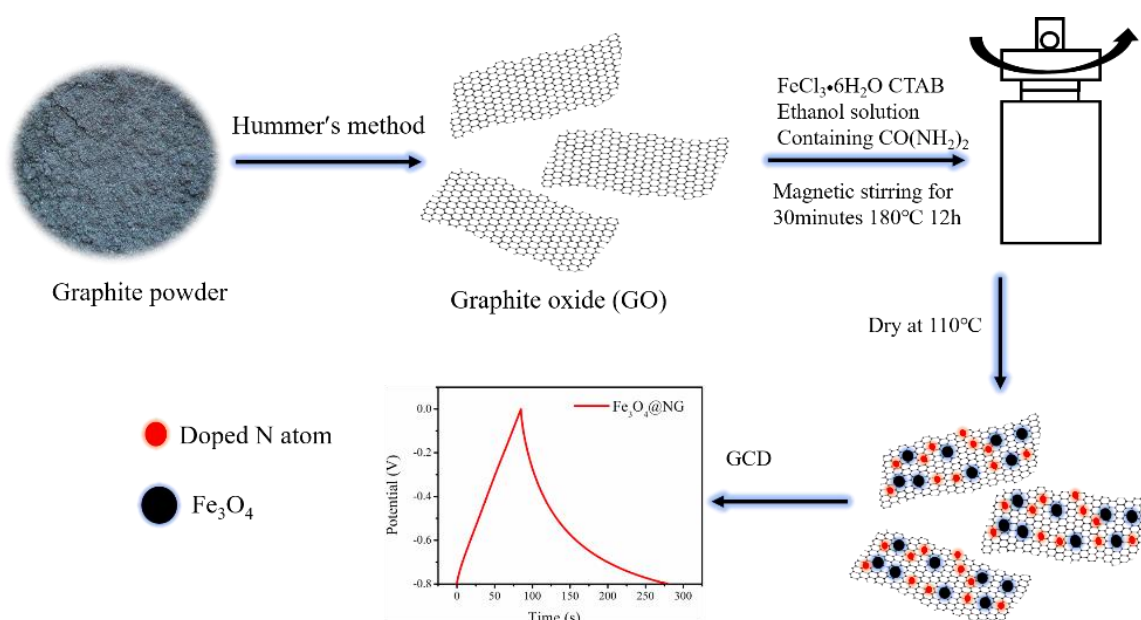 Graphite powder
Hummer's method
Graphite oxide (GO)
FeCl₃•6H₂O CTAB
Ethanol solution
Containing CO(NH₂)₂
Magnetic stirring for
30minutes 180℃ 12h
Dry at 110℃
GCD
Fe₃O₄@NG
Potential (V)
0.0
-0.2
-0.4
-0.6
-0.8
0
50
100
150
200
250
300
Time (s)
Doped N atom
Fe₃O₄